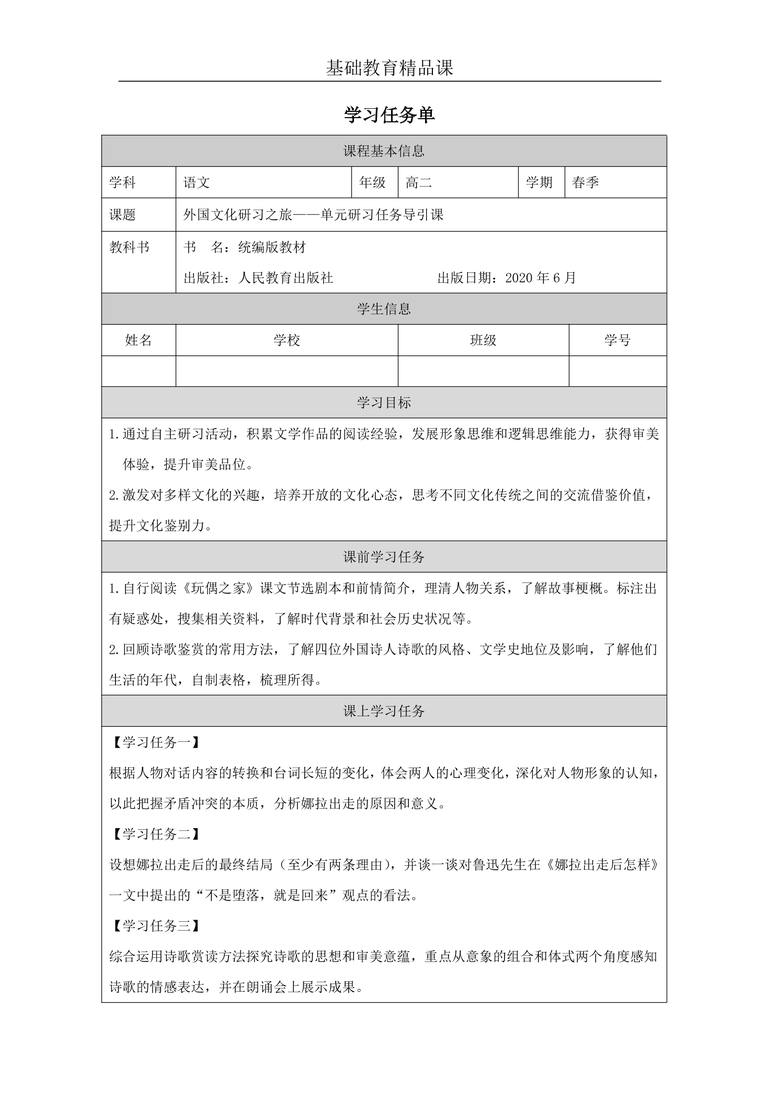 基础教育精品课
学习任务单
课程基本信息
学科 语文 年级 高二 学期 春季
课题 外国文化研习之旅——单元研习任务导引课
教科书 书 名：统编版教材
出版社：人民教育出版社 出版日期：2020 年 6 月
学生信息
姓名 学校 班级 学号
学习目标
1.通过自主研习活动，积累文学作品的阅读经验，发展形象思维和逻辑思维能力，获得审美
体验，提升审美品位。
2.激发对多样文化的兴趣，培养开放的文化心态，思考不同文化传统之间的交流借鉴价值，
提升文化鉴别力。
课前学习任务
1.自行阅读《玩偶之家》课文节选剧本和前情简介，理清人物关系，了解故事梗概。标注出
有疑惑处，搜集相关资料，了解时代背景和社会历史状况等。
2.回顾诗歌鉴赏的常用方法，了解四位外国诗人诗歌的风格、文学史地位及影响，了解他们
生活的年代，自制表格，梳理所得。
课上学习任务
【学习任务一】
根据人物对话内容的转换和台词长短的变化，体会两人的心理变化，深化对人物形象的认知，
以此把握矛盾冲突的本质，分析娜拉出走的原因和意义。
【学习任务二】
设想娜拉出走后的最终结局（至少有两条理由），并谈一谈对鲁迅先生在《娜拉出走后怎样》
一文中提出的“不是堕落，就是回来”观点的看法。
【学习任务三】
综合运用诗歌赏读方法探究诗歌的思想和审美意蕴，重点从意象的组合和体式两个角度感知
诗歌的情感表达，并在朗诵会上展示成果。